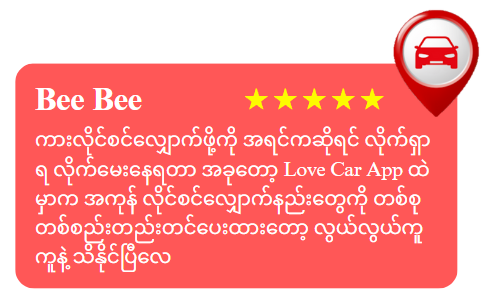 Bee Bee ★★★★★
ကားလိုင်စင်လျှောက်ဖို့ကို အရင်ကဆိုရင် လိုက်ရှာ
ရ လိုက်မေးနေရတာ အခုတော့ Love Car App ထဲ
မှာက အကုန် လိုင်စင်လျှောက်နည်းတွေကို တစ်စု
တစ်စည်းတည်းတင်ပေးထားတော့ လွယ်လွယ်ကူ
ကူနဲ့ သိနိုင်ပြီလေ